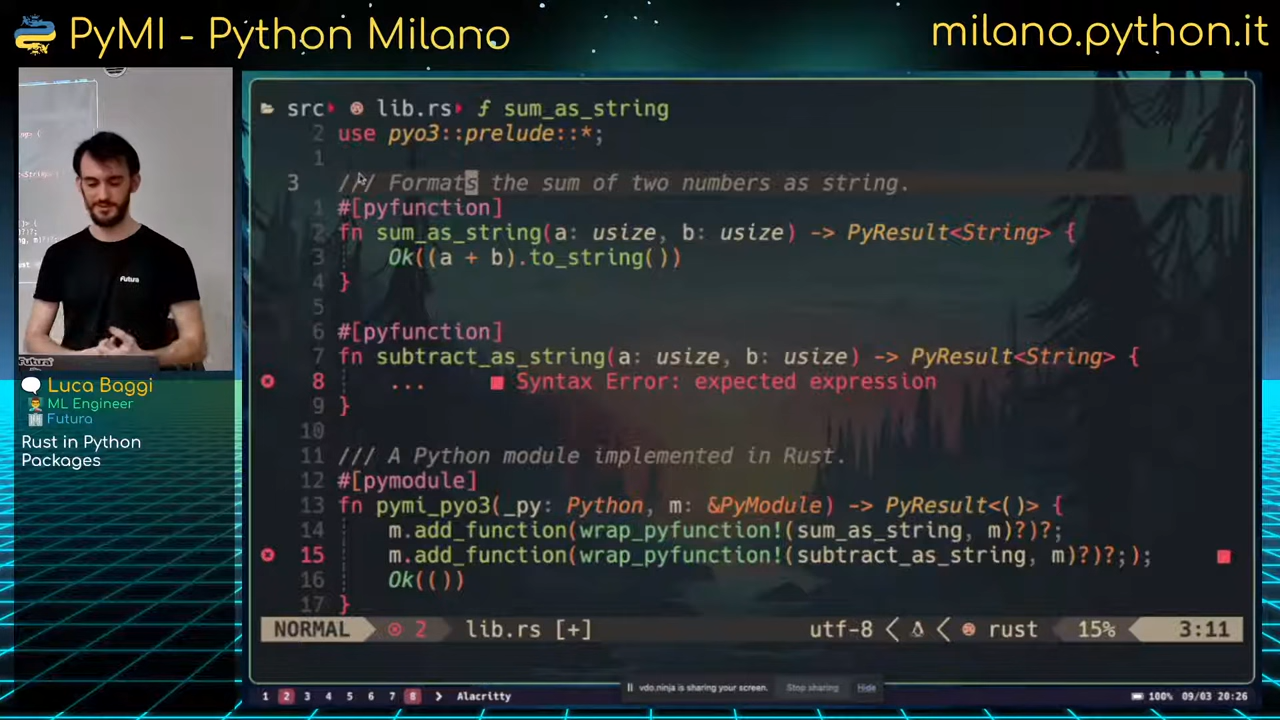 PyMI - Python Milano
milano.python.it
src lib.rs ƒ sum_as_string
2 use pyo3::prelude::*;
1
3 /// Formats the sum of two numbers as string.
1 #[pyfunction]
2 fn sum_as_string(a: usize, b: usize) -> PyResult<String> {
3 Ok((a + b).to_string())
4 }
5
6 #[pyfunction]
7 fn subtract_as_string(a: usize, b: usize) -> PyResult<String> {
8 ... ■ Syntax Error: expected expression
9 }
10
11 /// A Python module implemented in Rust.
12 #[pymodule]
13 fn pymi_pyo3(_py: Python, m: &PyModule) -> PyResult<()> {
14 m.add_function(wrap_pyfunction!(sum_as_string, m)?)?;
15 m.add_function(wrap_pyfunction!(subtract_as_string, m)?)?;);
16 Ok(())
17 }
NORMAL 2 lib.rs [+] utf-8 rust 15% 3:11
vdo.ninja is sharing your screen. Stop sharing Hide
1 2 3 4 5 6 7 8 Alacritty 100% 09/03 20:26
Futura
Futura
Luca Baggi
ML Engineer
Futura
Rust in Python
Packages